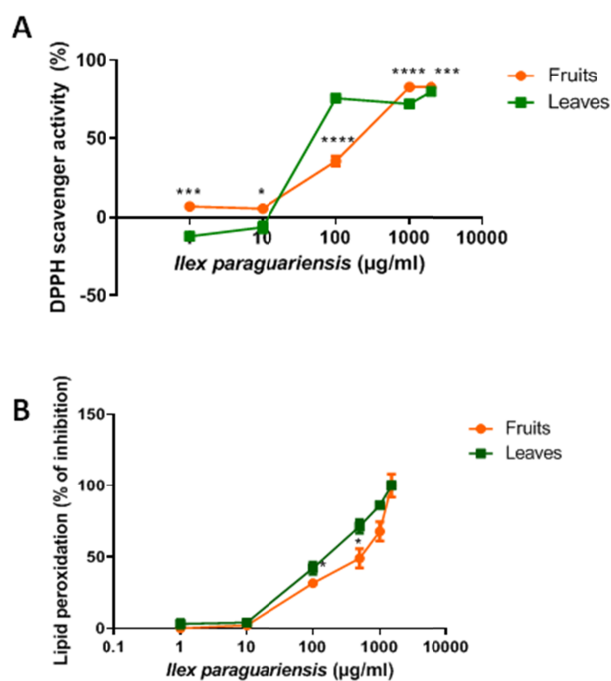 A
DPPH scavenger activity (%)
100
50
0
-50
*** * **** **** ***
10 100 1000 10000
Ilex paraguariensis (µg/ml)
Fruits
Leaves
B
Lipid peroxidation (% of inhibition)
150
100
50
0
* *
0.1 1 10 100 1000 10000
Ilex paraguariensis (µg/ml)
Fruits
Leaves